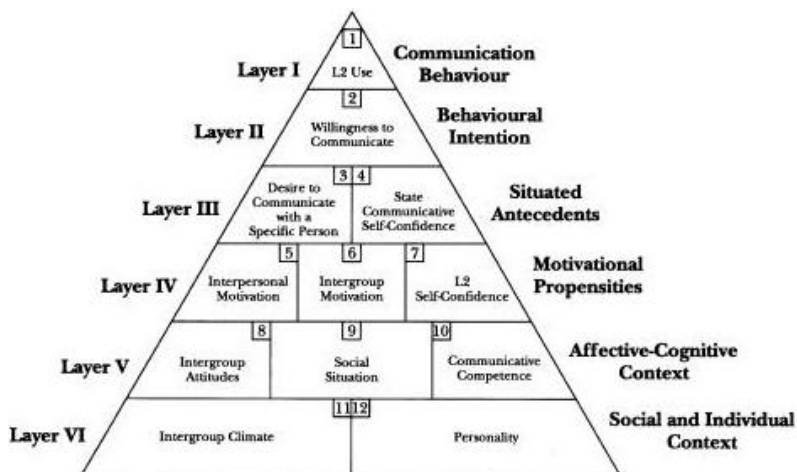 1
Layer I
L2 Use
Communication
Behaviour
2
Layer II
Willingness to
Communicate
Behavioural
Intention
3 4
Layer III
Desire to
Communicate
with a
Specific Person
State
Communicative
Self-Confidence
Situated
Antecedents
5 6 7
Layer IV
Interpersonal
Motivation
Intergroup
Motivation
L2
Self-Confidence
Motivational
Propensities
8 9 10
Layer V
Intergroup
Attitudes
Social
Situation
Communicative
Competence
Affective-Cognitive
Context
11 12
Layer VI
Intergroup Climate
Personality
Social and Individual
Context